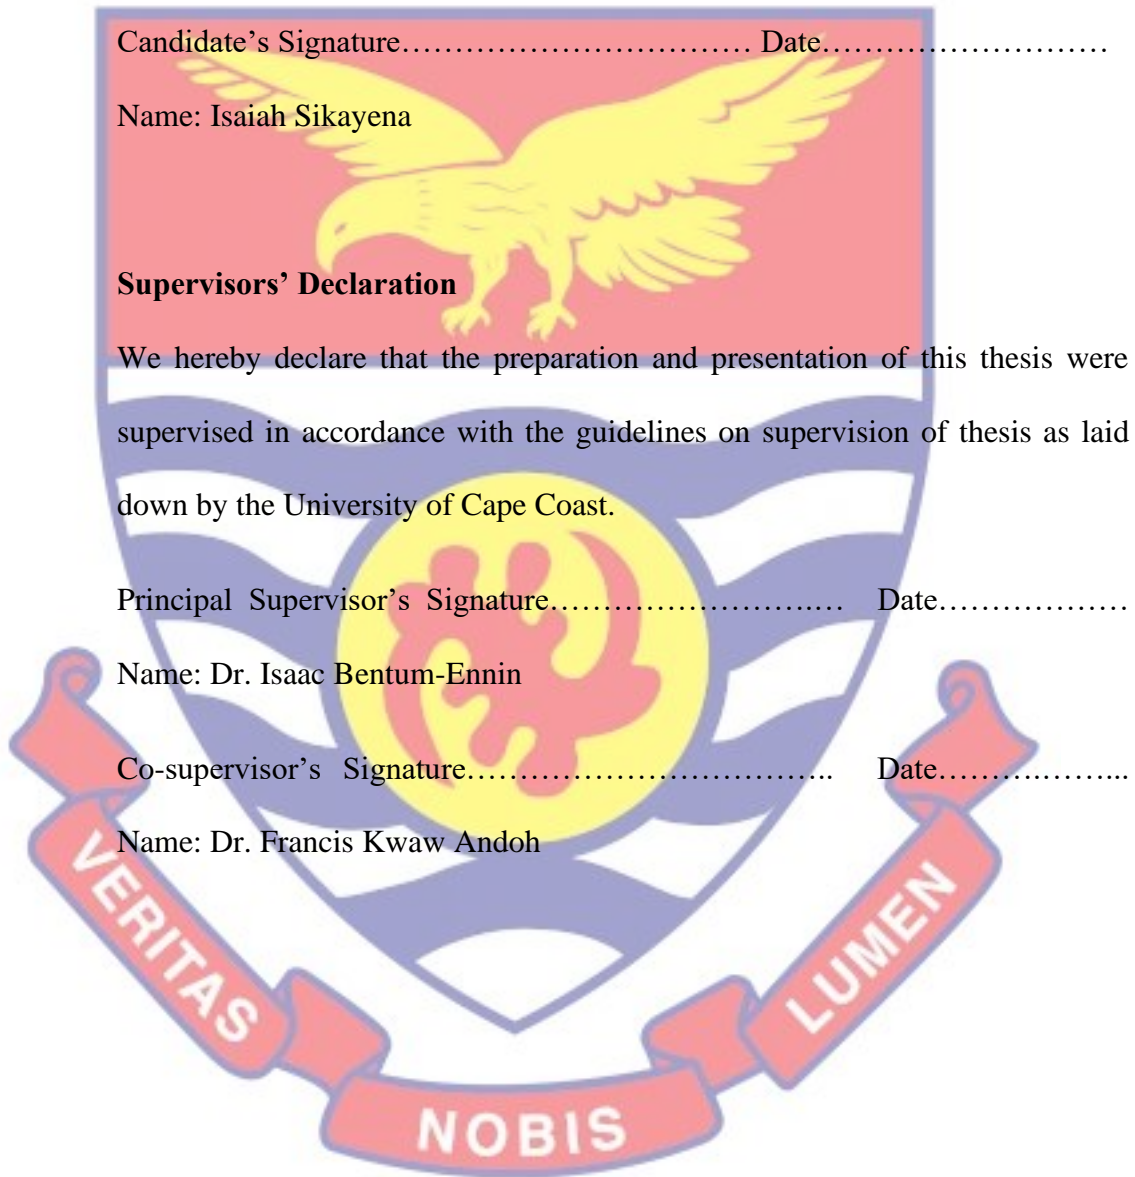 Candidate’s Signature…………………………… Date………………………
Name: Isaiah Sikayena
Supervisors’ Declaration
We hereby declare that the preparation and presentation of this thesis were
supervised in accordance with the guidelines on supervision of thesis as laid
down by the University of Cape Coast.
Principal Supervisor’s Signature…………………….… Date………………
Name: Dr. Isaac Bentum-Ennin
Co-supervisor’s Signature…………………………….. Date……….……...
Name: Dr. Francis Kwaw Andoh
VERITAS
NOBIS
LUMEN